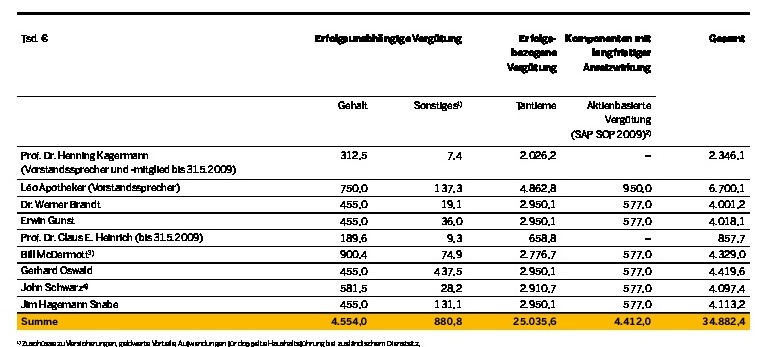 Tsd. € Erfolgsunabhängige Vergütung Erfolgs- Komponenten mit Gesamt
bezogene langfristiger
Vergütung Anreizwirkung
Gehalt Sonstiges¹⁾ Tantieme Aktienbasierte
Vergütung
(SAP SOP 2009)²⁾
Prof. Dr. Henning Kagermann 312,5 7,4 2.026,2 – 2.346,1
(Vorstandssprecher und -mitglied bis 31.5.2009)
Léo Apotheker (Vorstandssprecher) 750,0 137,3 4.862,8 950,0 6.700,1
Dr. Werner Brandt 455,0 19,1 2.950,1 577,0 4.001,2
Erwin Gunst 455,0 36,0 2.950,1 577,0 4.018,1
Prof. Dr. Claus E. Heinrich (bis 31.5.2009) 189,6 9,3 658,8 – 857,7
Bill McDermott³⁾ 900,4 74,9 2.776,7 577,0 4.329,0
Gerhard Oswald 455,0 437,5 2.950,1 577,0 4.419,6
John Schwarz⁴⁾ 581,5 28,2 2.910,7 577,0 4.097,4
Jim Hagemann Snabe 455,0 131,1 2.950,1 577,0 4.113,2
Summe 4.554,0 880,8 25.035,6 4.412,0 34.882,4
¹⁾ Zuschüsse zu Versicherungen, geldwerte Vorteile, Aufwendungen für doppelte Haushaltsführung bei ausländischem Dienstsitz,